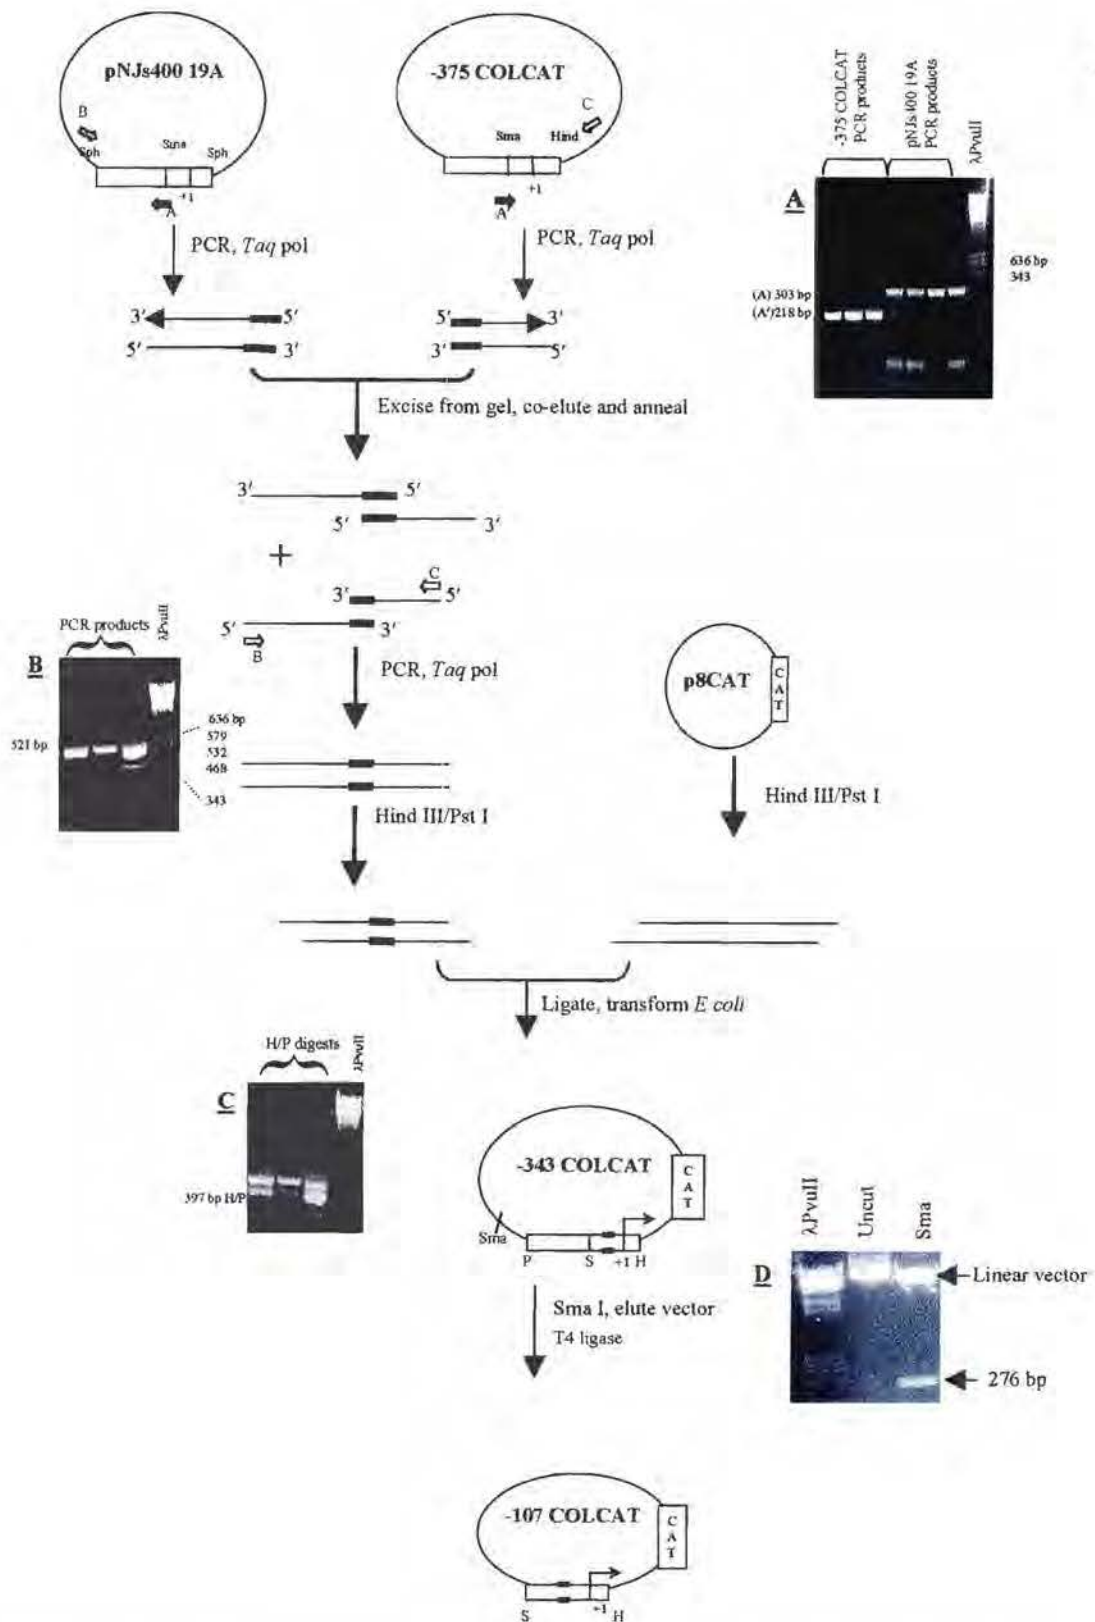 pNJs400 19A
B
Sph
Sma
Sph
+1
A
PCR, Taq pol
-375 COLCAT
C
Sma
Hind
+1
A'
PCR, Taq pol
-375 COLCAT
PCR products
pNJs400 19A
PCR products
λPvuII
A
636 bp
343
(A) 303 bp
(A')218 bp
3'
5'
5'
3'
5'
3'
3'
5'
Excise from gel, co-elute and anneal
3'
5'
5'
3'
+
C
3'
5'
5'
3'
B
PCR, Taq pol
PCR products
λPvuII
B
521 bp
636 bp
579
532
468
343
p8CAT
CAT
Hind III/Pst I
Hind III/Pst I
Ligate, transform E coli
H/P digests
λPvuII
C
397 bp H/P
-343 COLCAT
CAT
Sma
P
S
+1
H
Sma I, elute vector
T4 ligase
λPvuII
Uncut
Sma
D
Linear vector
276 bp
-107 COLCAT
CAT
S
+1
H